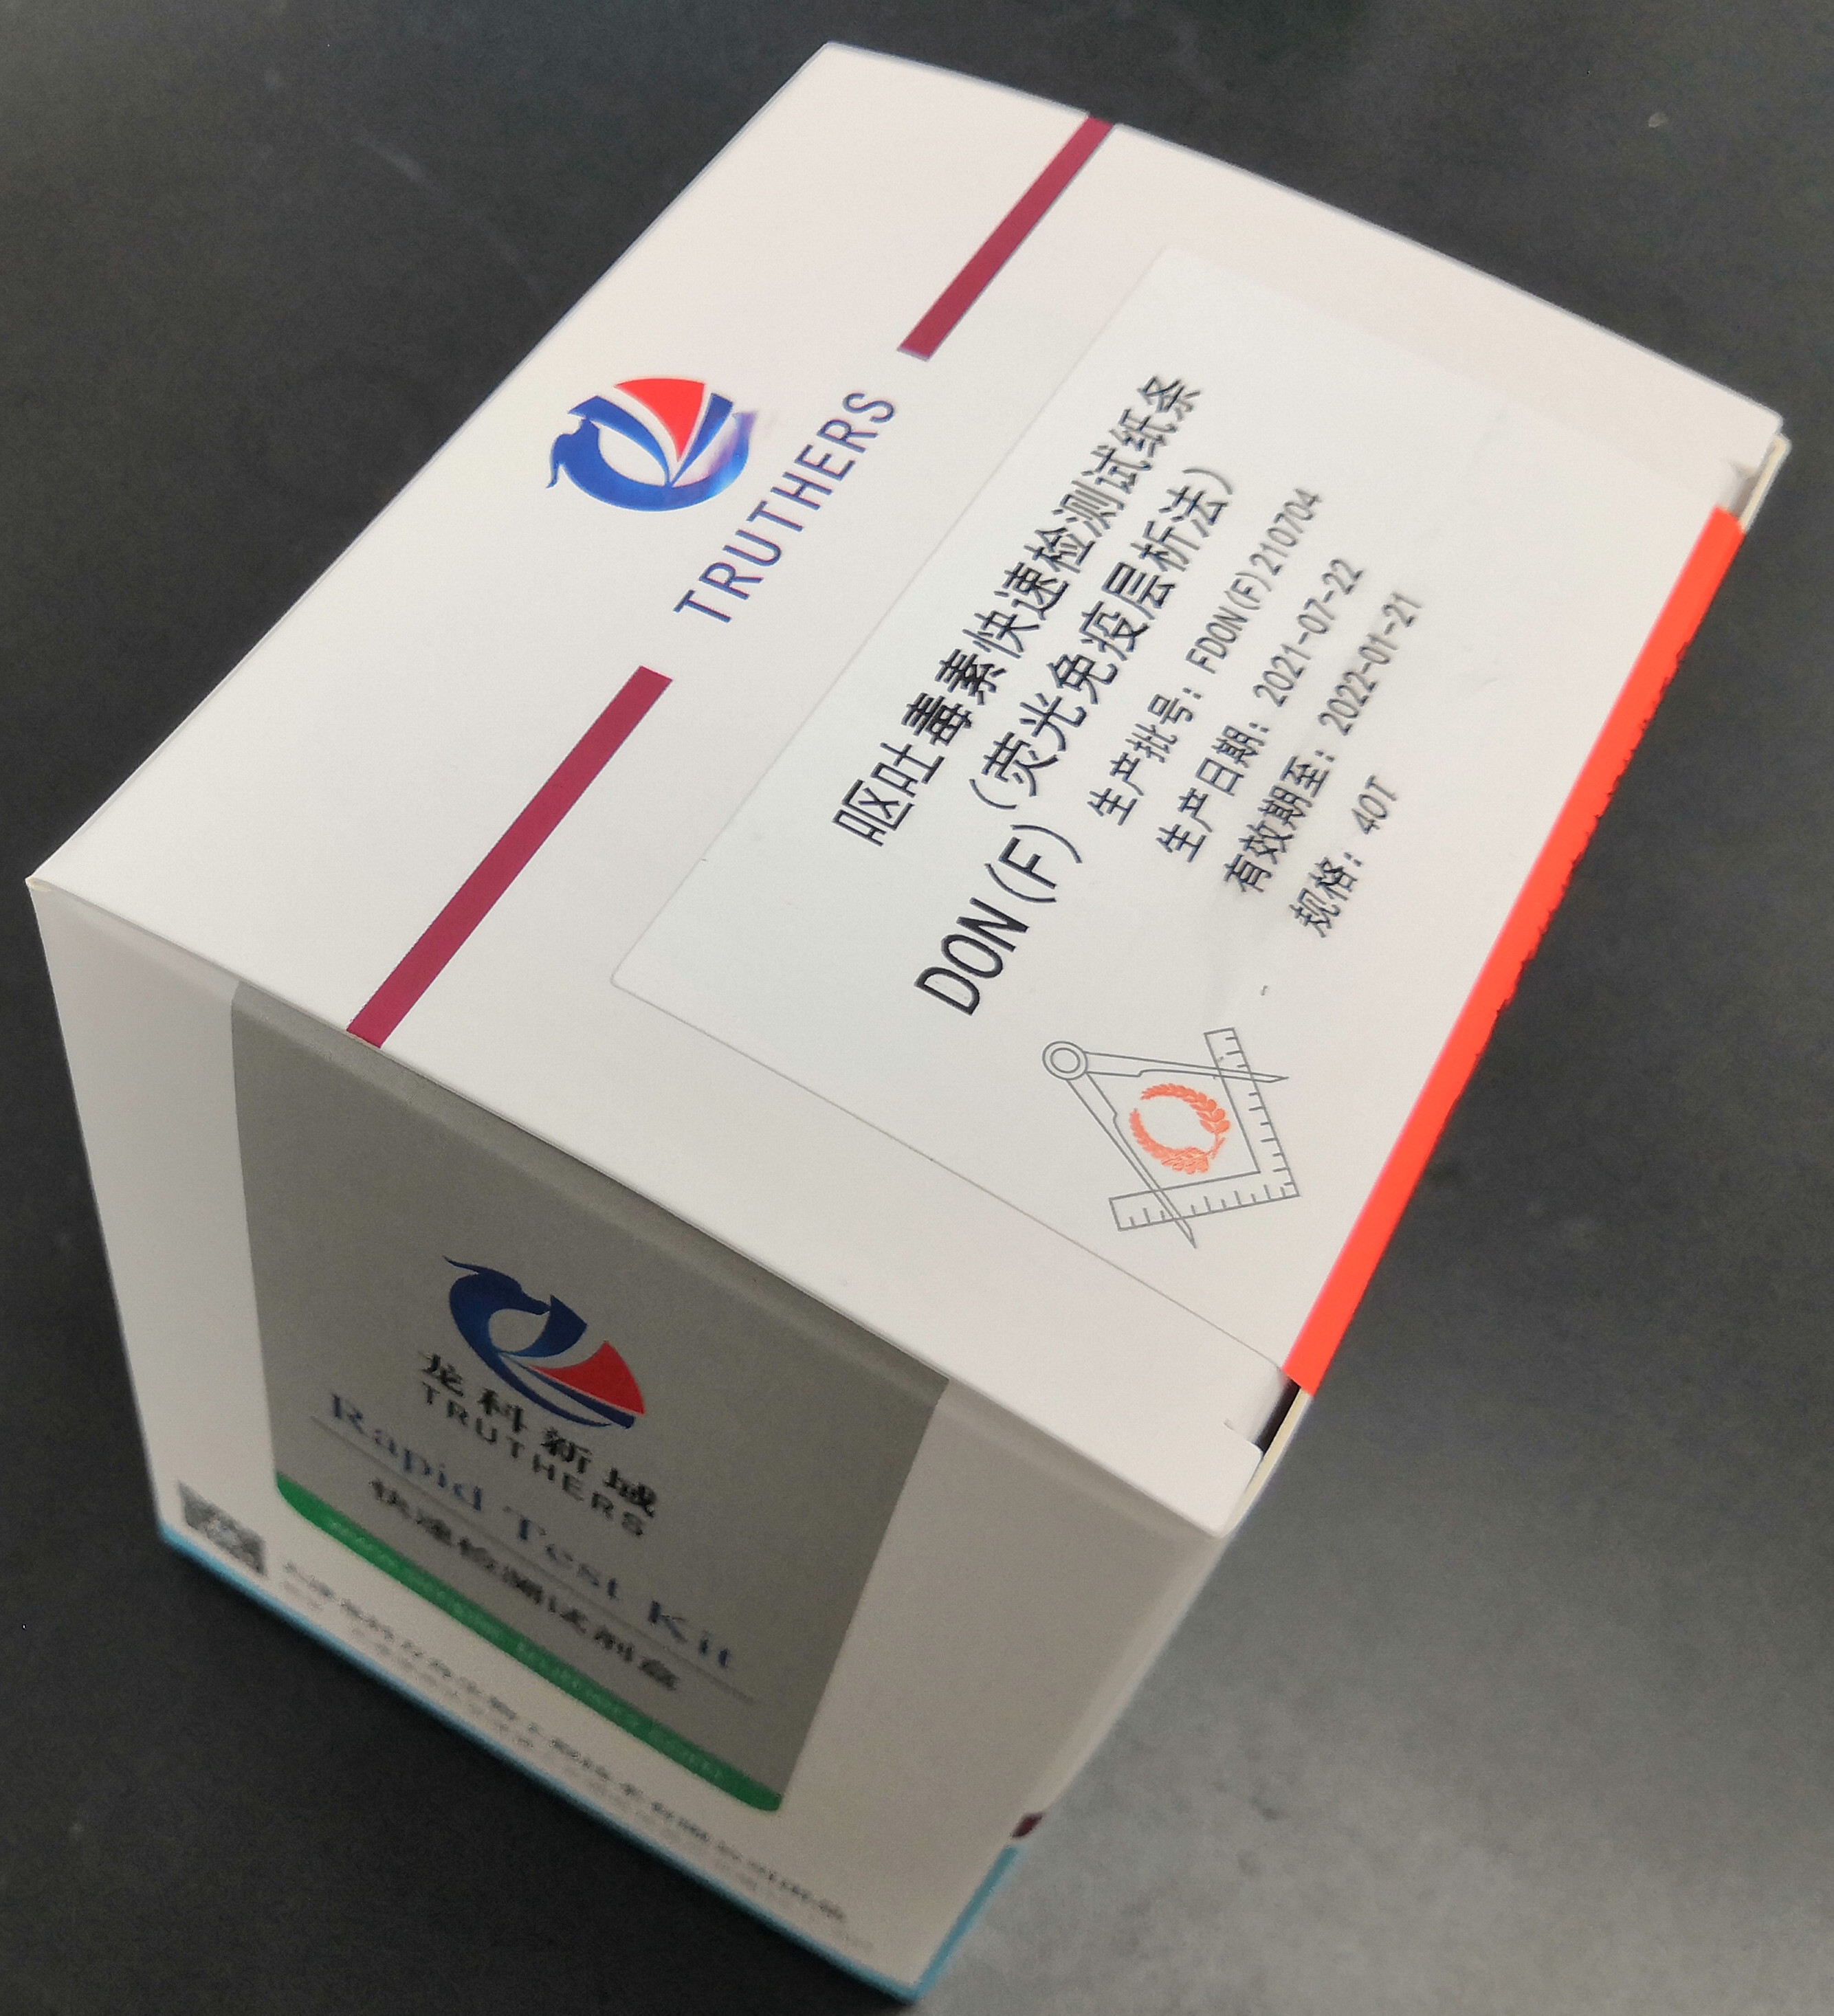 TRUTHERS
呕吐毒素快速检测试纸条
DON(F)（荧光免疫层析法）
生产批号：FDON(F)210704
生产日期：2021-07-22
有效期至：2022-01-21
规格：40T
龙科新域
TRUTHERS
Rapid Test Kit
快速检测试剂盒